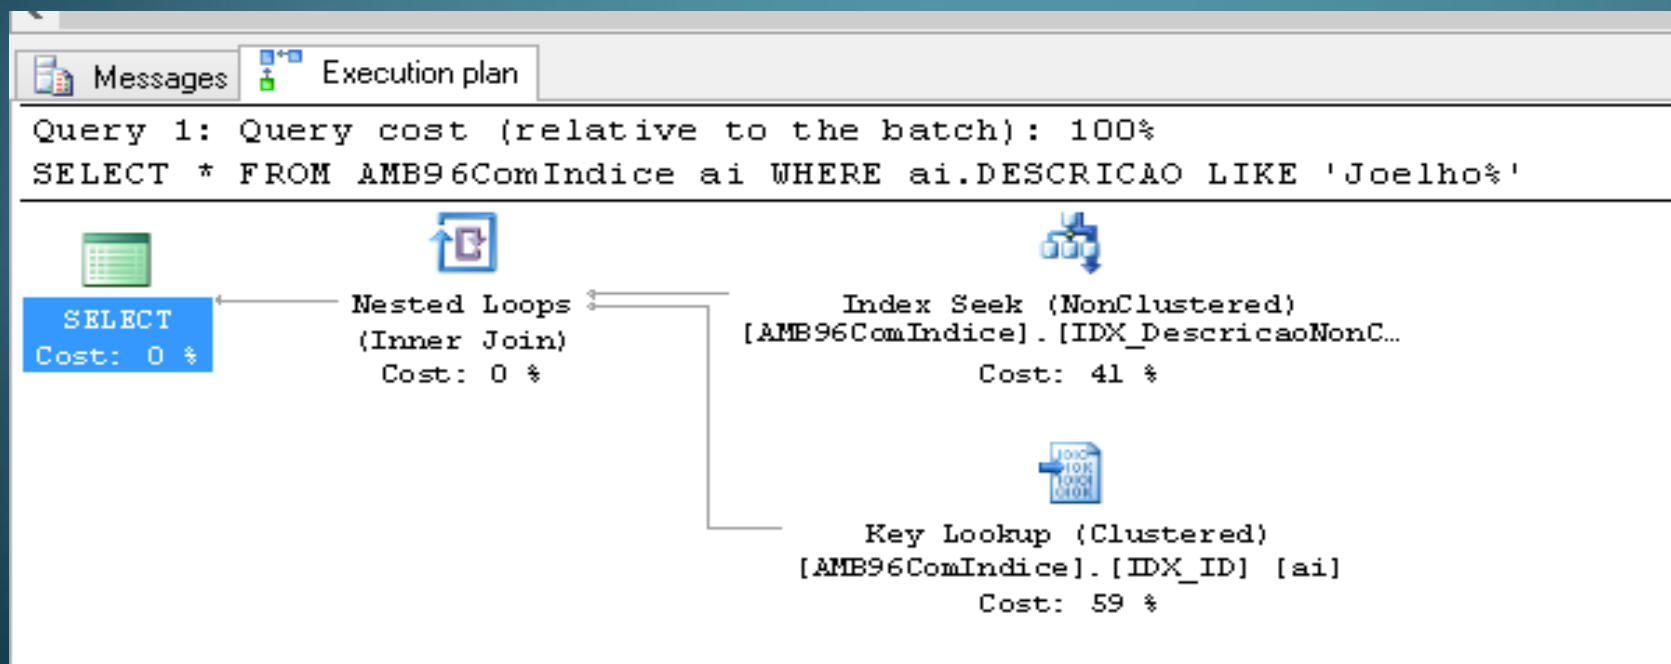 Messages
Execution plan
Query 1: Query cost (relative to the batch): 100%
SELECT * FROM AMB96ComIndice ai WHERE ai.DESCRICAO LIKE 'Joelho%'
SELECT
Cost: 0 %
Nested Loops
(Inner Join)
Cost: 0 %
Index Seek (NonClustered)
[AMB96ComIndice].[IDX_DescricaoNonC…
Cost: 41 %
Key Lookup (Clustered)
[AMB96ComIndice].[IDX_ID] [ai]
Cost: 59 %